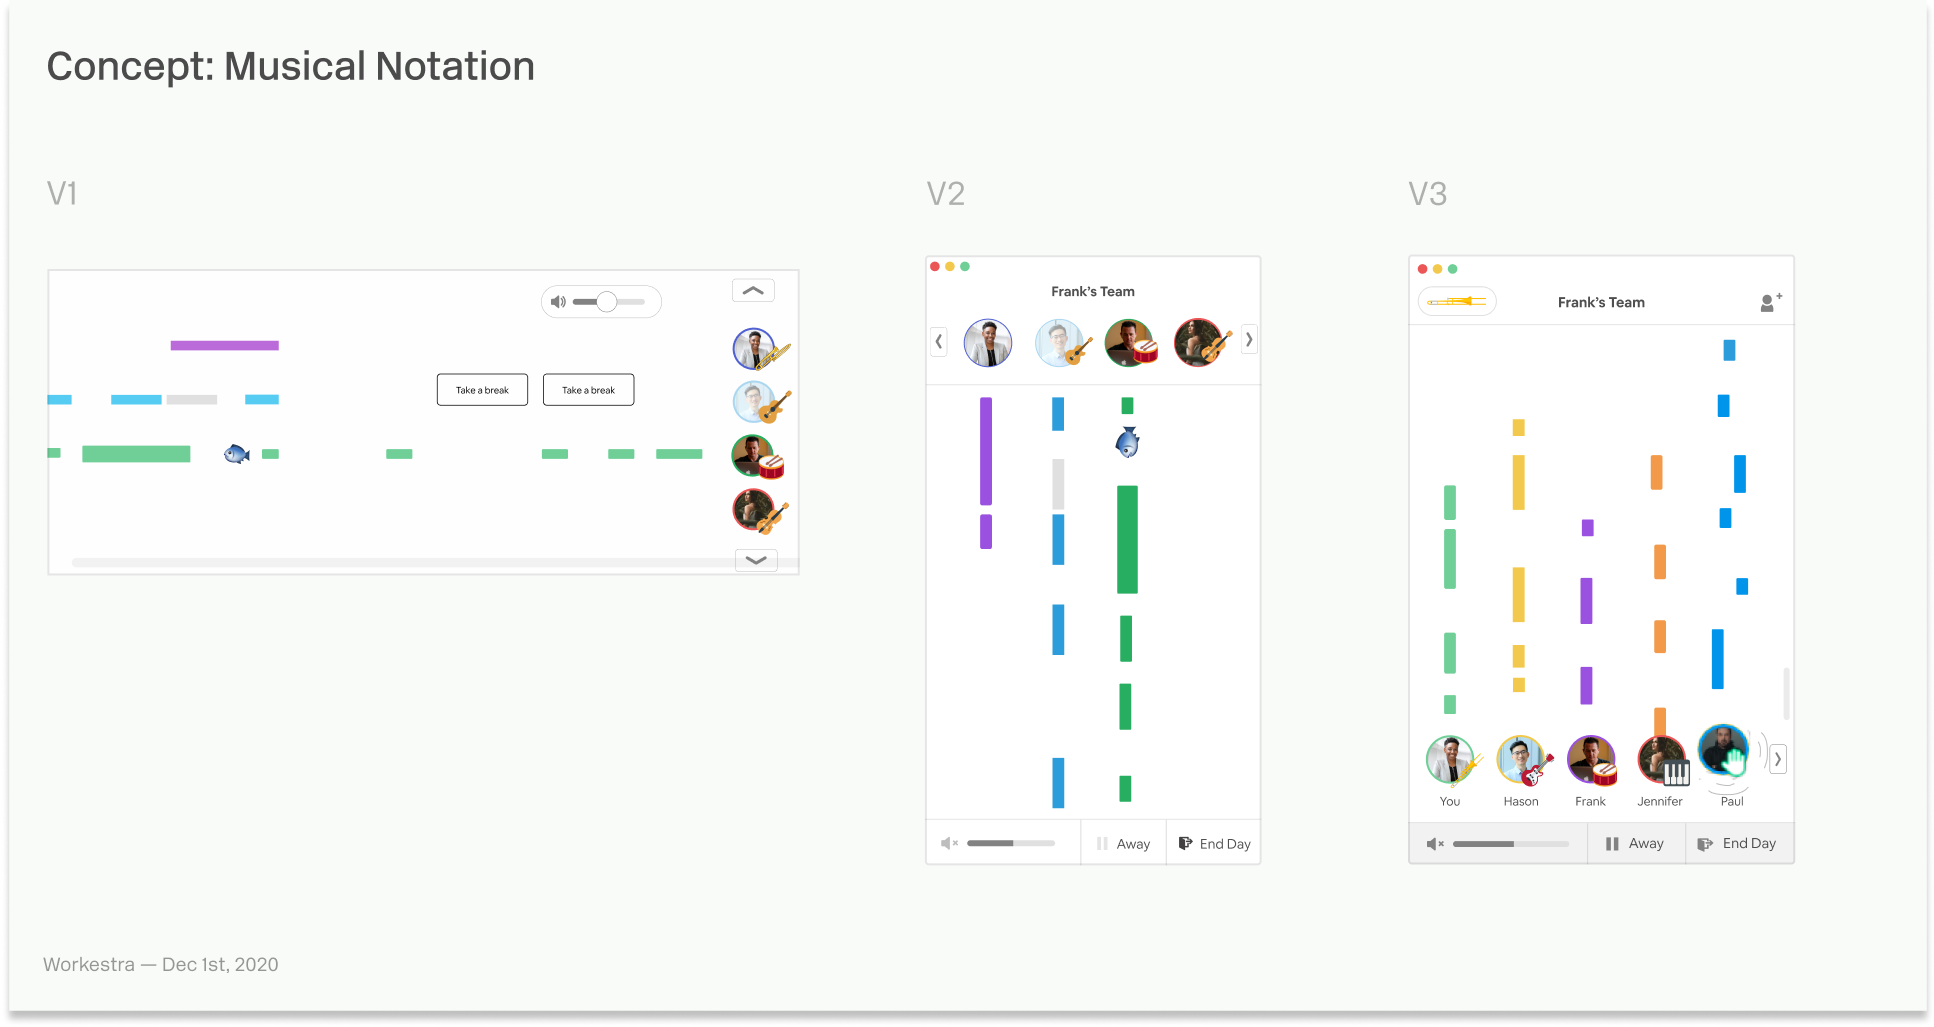 Concept: Musical Notation
V1
V2
V3
Take a break
Take a break
Frank's Team
Away
End Day
Frank's Team
You
Hason
Frank
Jennifer
Paul
Away
End Day
Workestra — Dec 1st, 2020